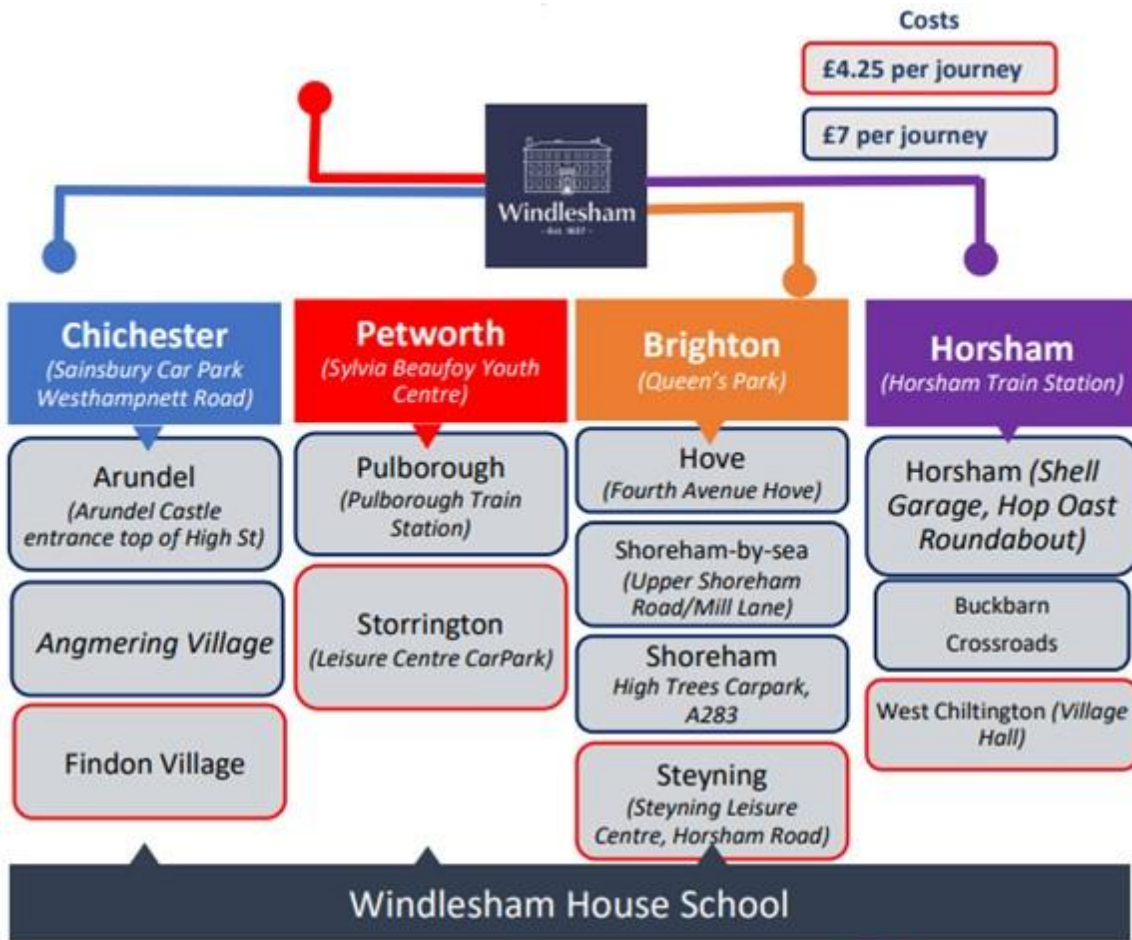 Costs
£4.25 per journey
£7 per journey
Windlesham
- Est. 1837 -
Chichester
(Sainsbury Car Park
Westhampnett Road)
Arundel
(Arundel Castle
entrance top of High St)
Angmering Village
Findon Village
Petworth
(Sylvia Beaufoy Youth
Centre)
Pulborough
(Pulborough Train
Station)
Storrington
(Leisure Centre CarPark)
Brighton
(Queen's Park)
Hove
(Fourth Avenue Hove)
Shoreham-by-sea
(Upper Shoreham
Road/Mill Lane)
Shoreham
High Trees Carpark,
A283
Steyning
(Steyning Leisure
Centre, Horsham Road)
Horsham
(Horsham Train Station)
Horsham (Shell
Garage, Hop Oast
Roundabout)
Buckbarn
Crossroads
West Chiltington (Village
Hall)
Windlesham House School